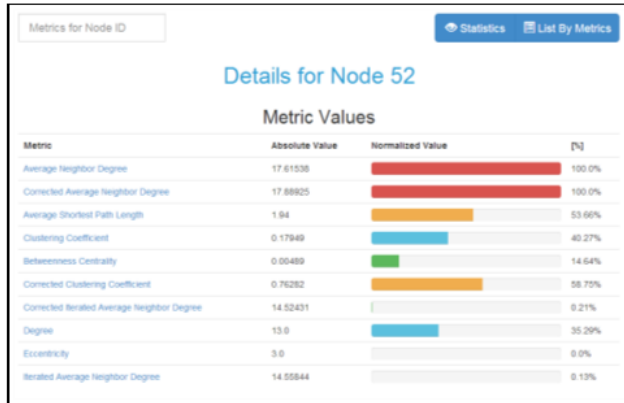 Metrics for Node ID
Statistics
List By Metrics
Details for Node 52
Metric Values
Metric Absolute Value Normalized Value [%]
Average Neighbor Degree 17.61538 100.0%
Corrected Average Neighbor Degree 17.88925 100.0%
Average Shortest Path Length 1.94 53.66%
Clustering Coefficient 0.17949 40.27%
Betweenness Centrality 0.00489 14.64%
Corrected Clustering Coefficient 0.76282 58.75%
Corrected Iterated Average Neighbor Degree 14.52431 0.21%
Degree 13.0 35.29%
Eccentricity 3.0 0.0%
Iterated Average Neighbor Degree 14.55844 0.13%